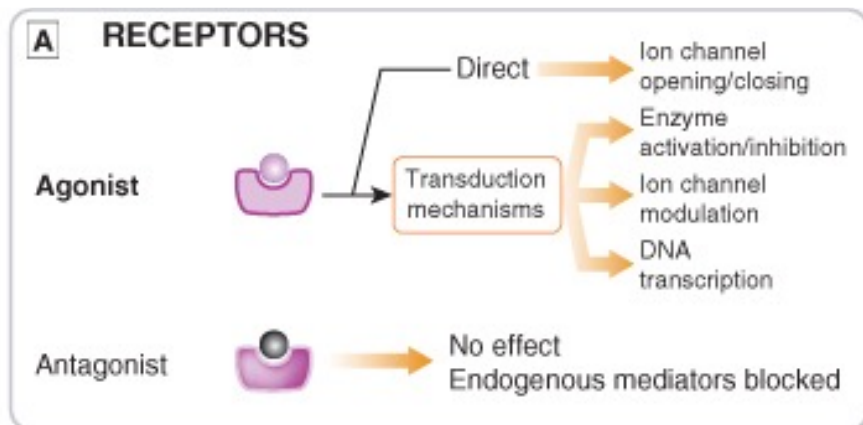 A RECEPTORS
Direct
Ion channel
opening/closing
Agonist
Transduction
mechanisms
Enzyme
activation/inhibition
Ion channel
modulation
DNA
transcription
Antagonist
No effect
Endogenous mediators blocked